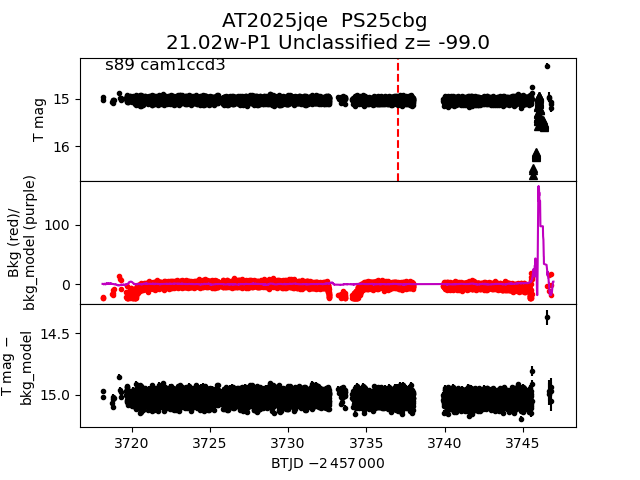 AT2025jqe  PS25cbg
21.02w-P1 Unclassified z= -99.0
s89 cam1ccd3
T mag
15
16
Bkg (red)/
bkg_model (purple)
100
0
T mag −
bkg_model
14.5
15.0
3720 3725 3730 3735 3740 3745
BTJD −2 457 000